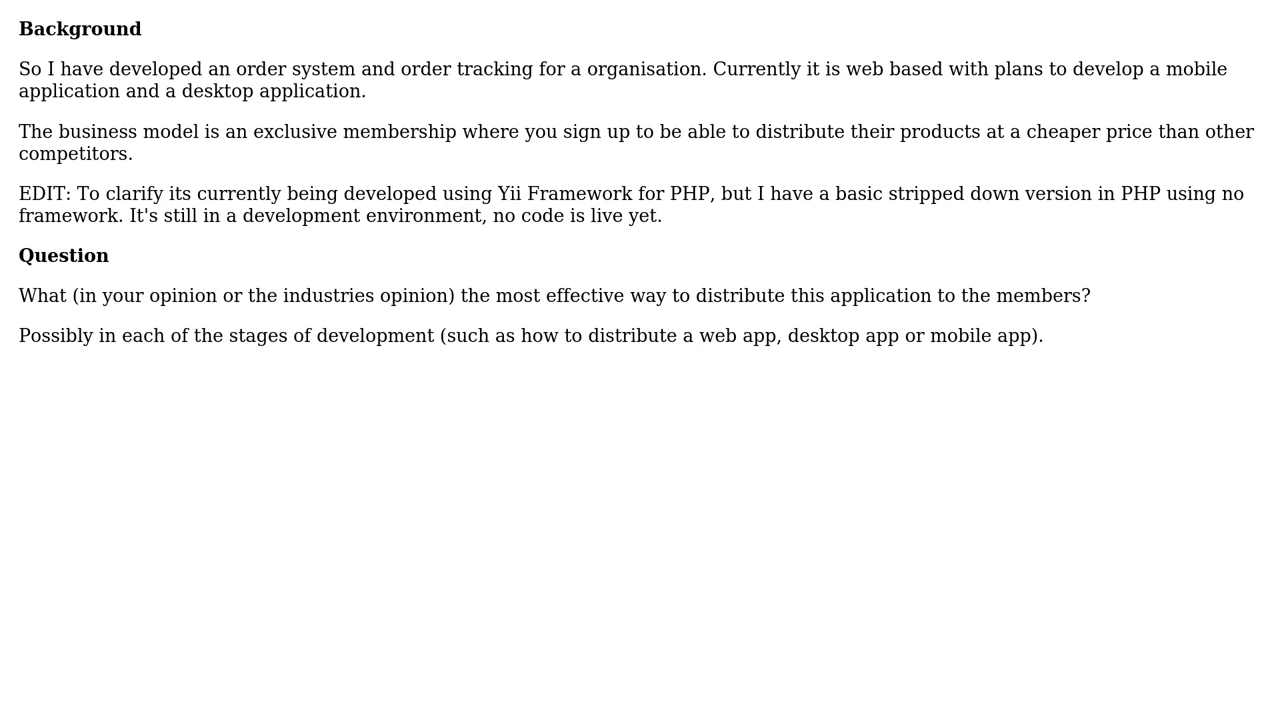 Background
So I have developed an order system and order tracking for a organisation. Currently it is web based with plans to develop a mobile
application and a desktop application.
The business model is an exclusive membership where you sign up to be able to distribute their products at a cheaper price than other
competitors.
EDIT: To clarify its currently being developed using Yii Framework for PHP, but I have a basic stripped down version in PHP using no
framework. It's still in a development environment, no code is live yet.
Question
What (in your opinion or the industries opinion) the most effective way to distribute this application to the members?
Possibly in each of the stages of development (such as how to distribute a web app, desktop app or mobile app).